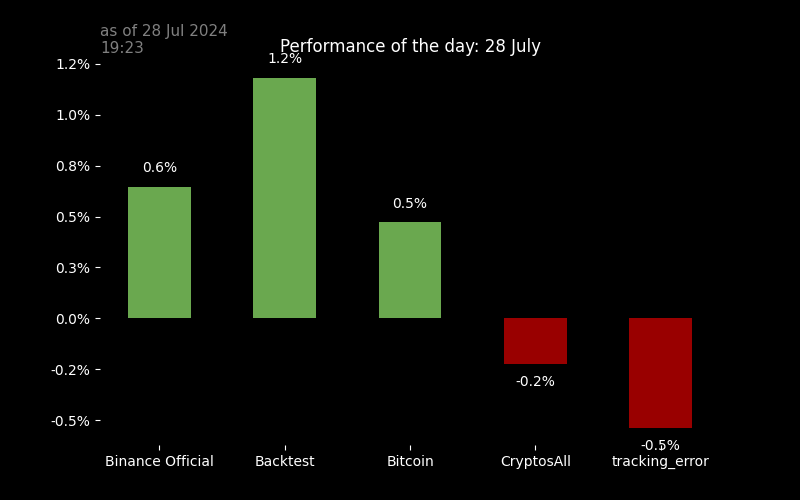 as of 28 Jul 2024
19:23
Performance of the day: 28 July
1.2%
1.0%
0.8%
0.5%
0.3%
0.0%
-0.2%
-0.5%
0.6%
1.2%
0.5%
-0.2%
-0.5%
Binance Official
Backtest
Bitcoin
CryptosAll
tracking_error